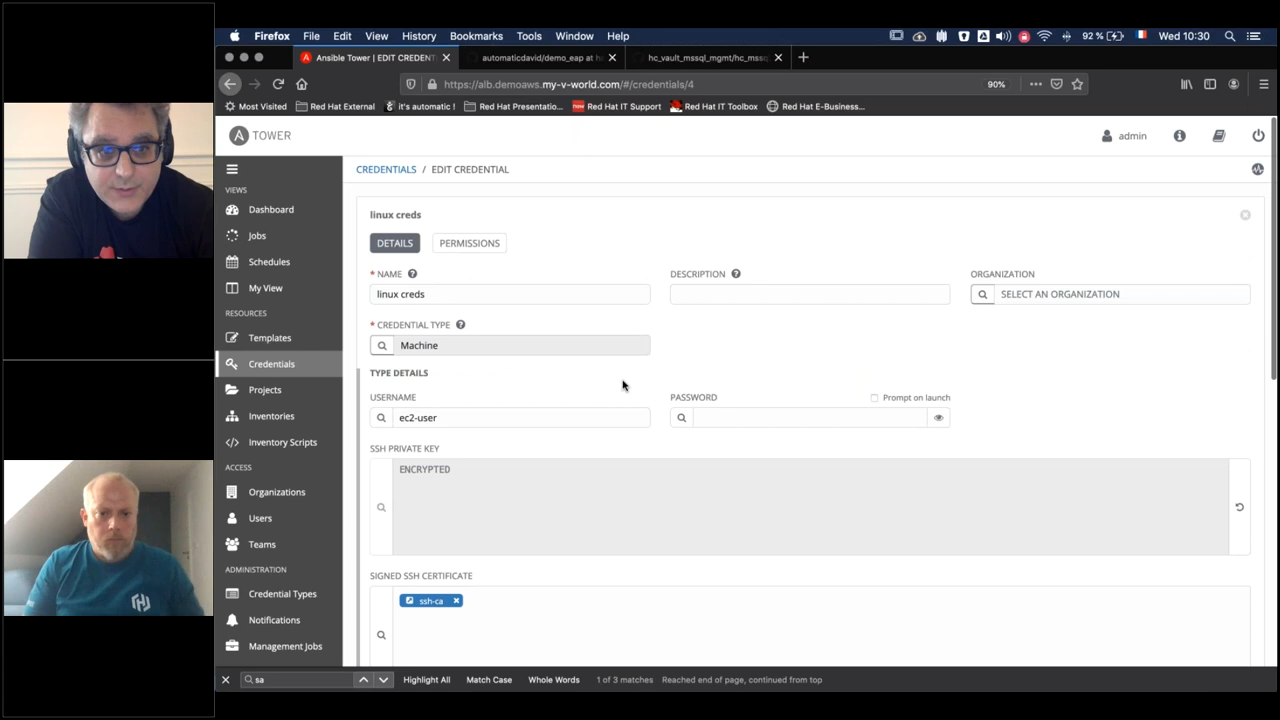 Firefox File Edit View History Bookmarks Tools Window Help 92 % Wed 10:30
Ansible Tower | EDIT CREDENT automaticdavid/demo_eap at h hc_vault_mssql_mgmt/hc_mssq
https://alb.demoaws.my-v-world.com/#/credentials/4 90%
Most Visited Red Hat External it's automatic ! Red Hat Presentatio... Red Hat IT Support Red Hat IT Toolbox Red Hat E-Business...
A TOWER admin
CREDENTIALS / EDIT CREDENTIAL
VIEWS
Dashboard
Jobs
Schedules
My View
RESOURCES
Templates
Credentials
Projects
Inventories
Inventory Scripts
ACCESS
Organizations
Users
Teams
ADMINISTRATION
Credential Types
Notifications
Management Jobs
linux creds
DETAILS PERMISSIONS
* NAME DESCRIPTION ORGANIZATION
linux creds SELECT AN ORGANIZATION
* CREDENTIAL TYPE
Machine
TYPE DETAILS
USERNAME PASSWORD Prompt on launch
ec2-user
SSH PRIVATE KEY
ENCRYPTED
SIGNED SSH CERTIFICATE
ssh-ca
sa Highlight All Match Case Whole Words 1 of 3 matches Reached end of page, continued from top